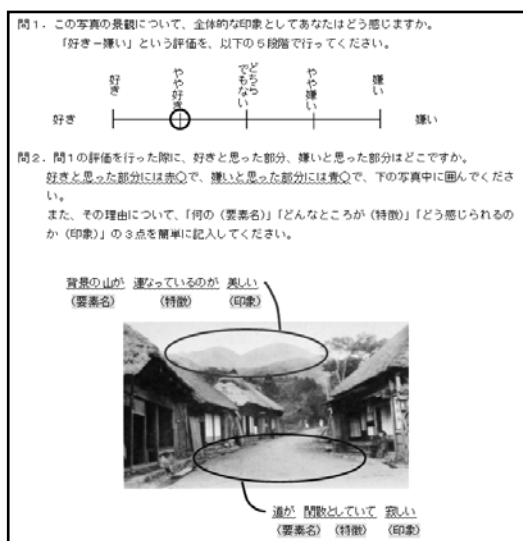 問1．この写真の景観について、全体的な印象としてあなたはどう感じますか。
「好き－嫌い」という評価を、以下の5段階で行ってください。
好き
やや好き
どちらでもない
やや嫌い
嫌い
好き
嫌い
問2．問1の評価を行った際に、好きと思った部分、嫌いと思った部分はどこですか。
好きと思った部分には赤○で、嫌いと思った部分には青○で、下の写真中に囲んでくださ
い。
また、その理由について、「何の（要素名）」「どんなところが（特徴）」「どう感じられるの
か（印象）」の3点を簡単に記入してください。
背景の山が 連なっているのが 美しい
(要素名) (特徴) (印象)
道が 閑散としていて 寂しい
(要素名) (特徴) (印象)